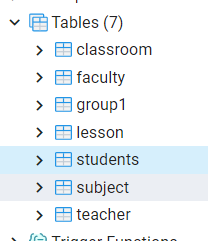 Tables (7)
classroom
faculty
group1
lesson
students
subject
teacher
Trigger Functions